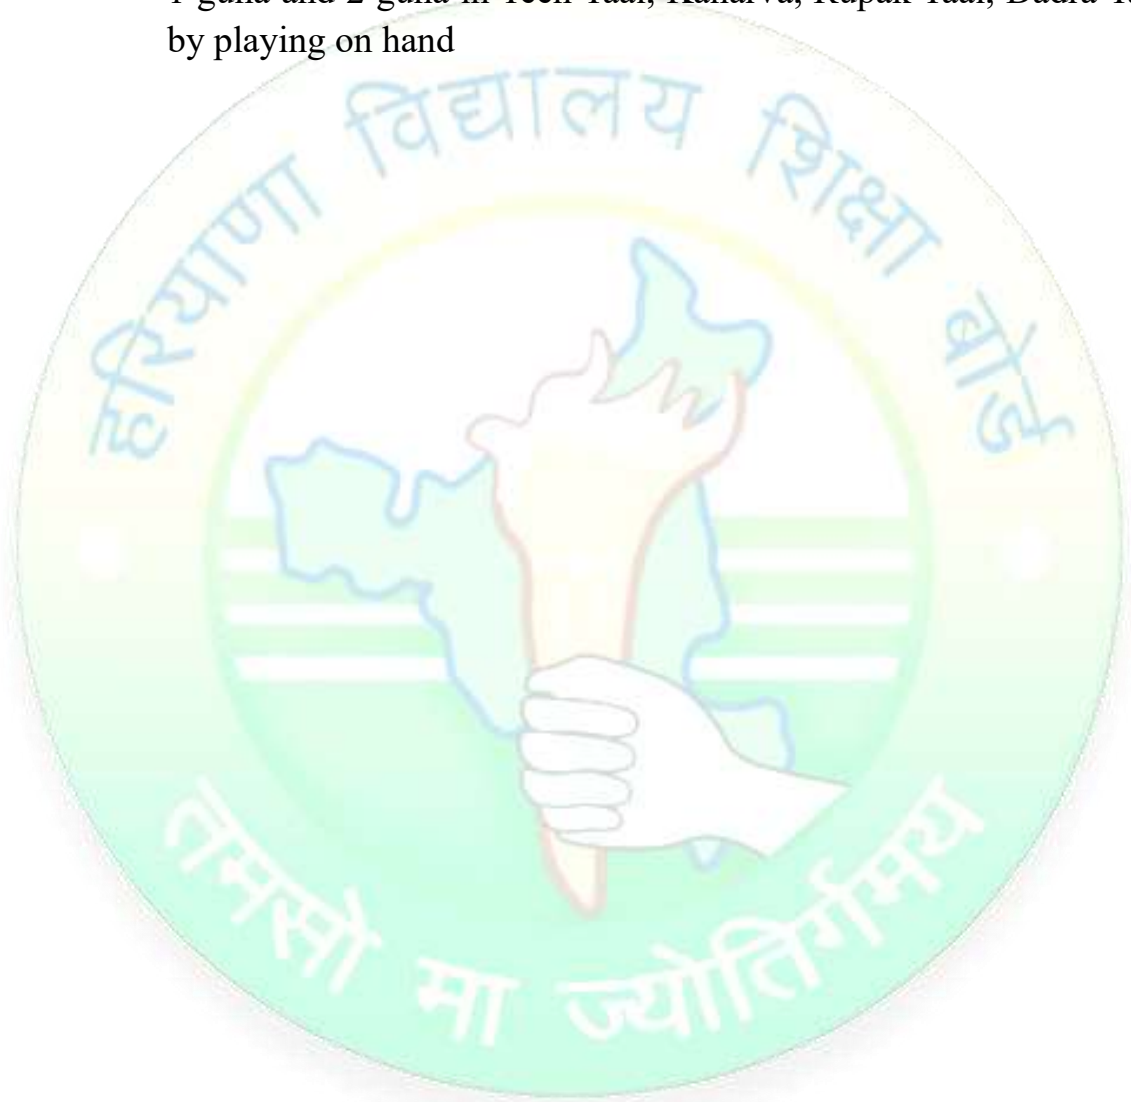 1 guna and 2 guna in Teen Taal, Kaharva, Rupak Taal, Dadra
by playing on hand
हरियाणा विद्यालय शिक्षा बोर्ड
तमसो मा ज्योतिर्गमय